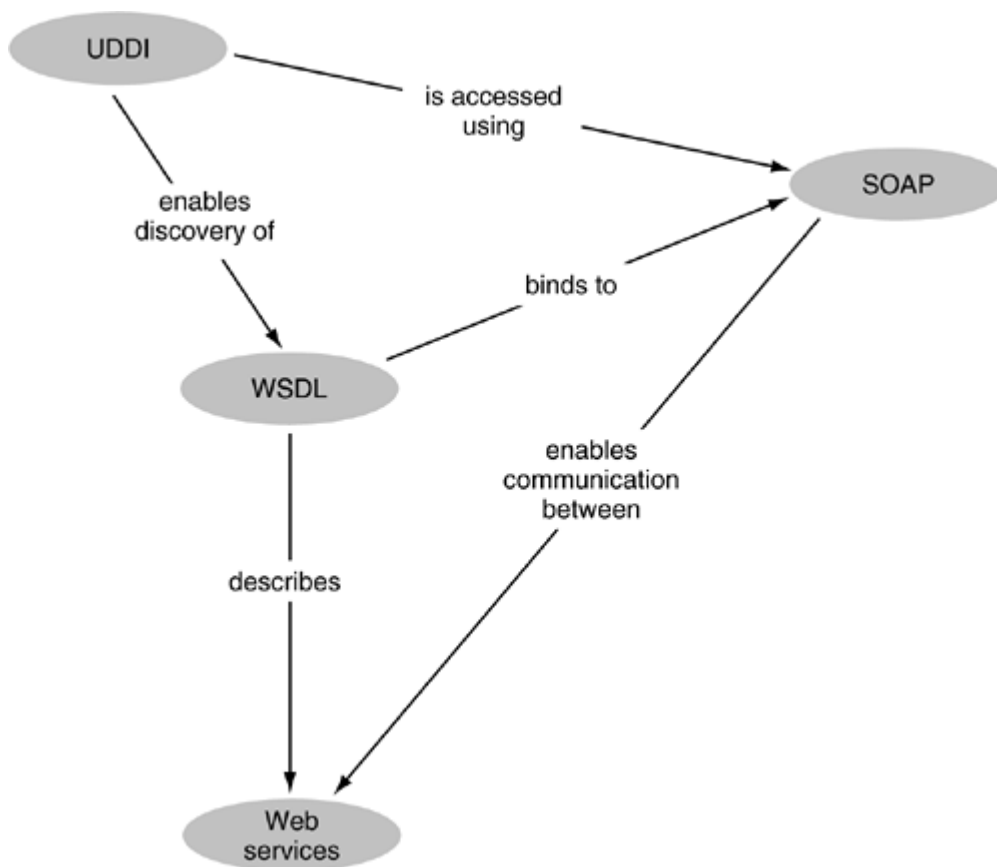 UDDI
is accessed
using
SOAP
enables
discovery of
binds to
WSDL
enables
communication
between
describes
Web
services